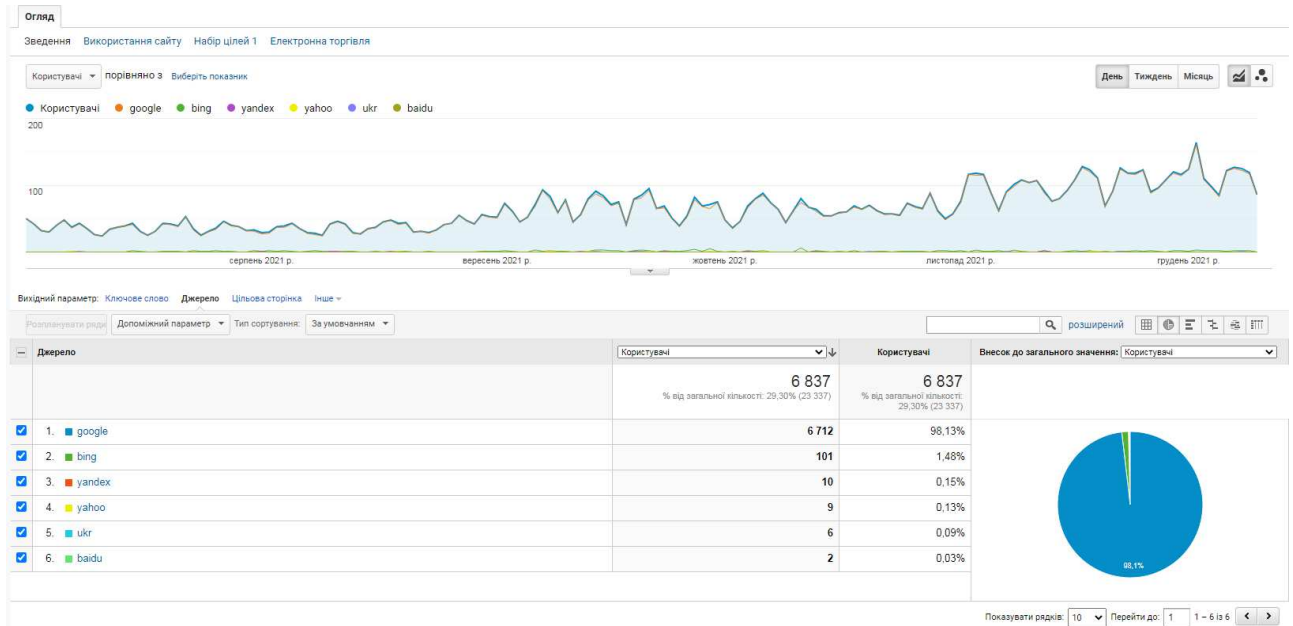 Огляд
Зведення Використання сайту Набір цілей 1 Електронна торгівля
Користувачі порівняно з Виберіть показник День Тиждень Місяць
Користувачі google bing yandex yahoo ukr baidu
200
100
серпень 2021 р. вересень 2021 р. жовтень 2021 р. листопад 2021 р. грудень 2021 р.
Вихідний параметр: Ключове слово Джерело Цільова сторінка Інше
Розпланувати ряди Допоміжний параметр Тип сортування: За умовчанням розширений
Джерело Користувачі Користувачі Внесок до загального значення: Користувачі
6 837 6 837
% від загальної кількості: 29,30% (23 337) % від загальної кількості:
29,30% (23 337)
1. google 6 712 98,13%
2. bing 101 1,48%
3. yandex 10 0,15%
4. yahoo 9 0,13%
5. ukr 6 0,09%
6. baidu 2 0,03%
98,1%
Показувати рядків: 10 Перейти до: 1 1 – 6 із 6